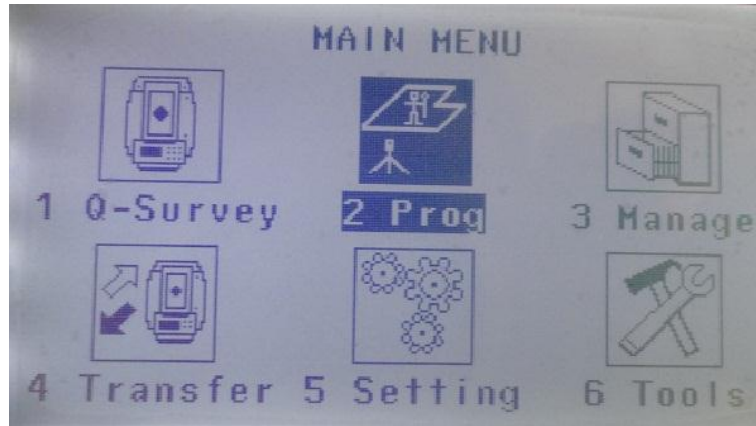 MAIN MENU
1 Q-Survey 2 Prog 3 Manage
4 Transfer 5 Setting 6 Tools